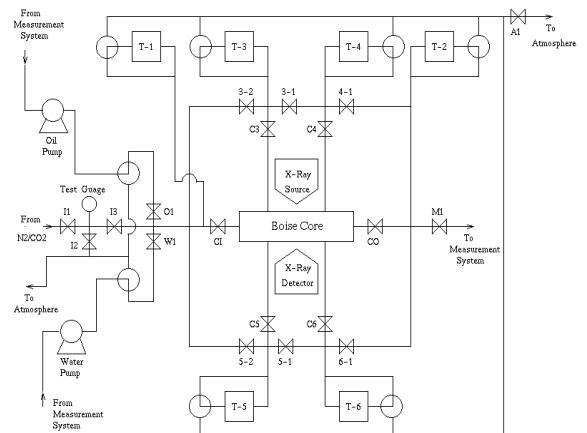 From
Measurement
System
T-1
T-3
T-4
T-2
A1
To
Atmosphere
3-2
3-1
4-1
Oil
Pump
C3
C4
X-Ray
Source
Test Guage
From
N2/CO2
I1
I3
I2
O1
W1
CI
Boise Core
CO
M1
To
Measurement
System
To
Atmosphere
X-Ray
Detector
C5
C6
Water
Pump
5-2
5-1
6-1
From
Measurement
System
T-5
T-6